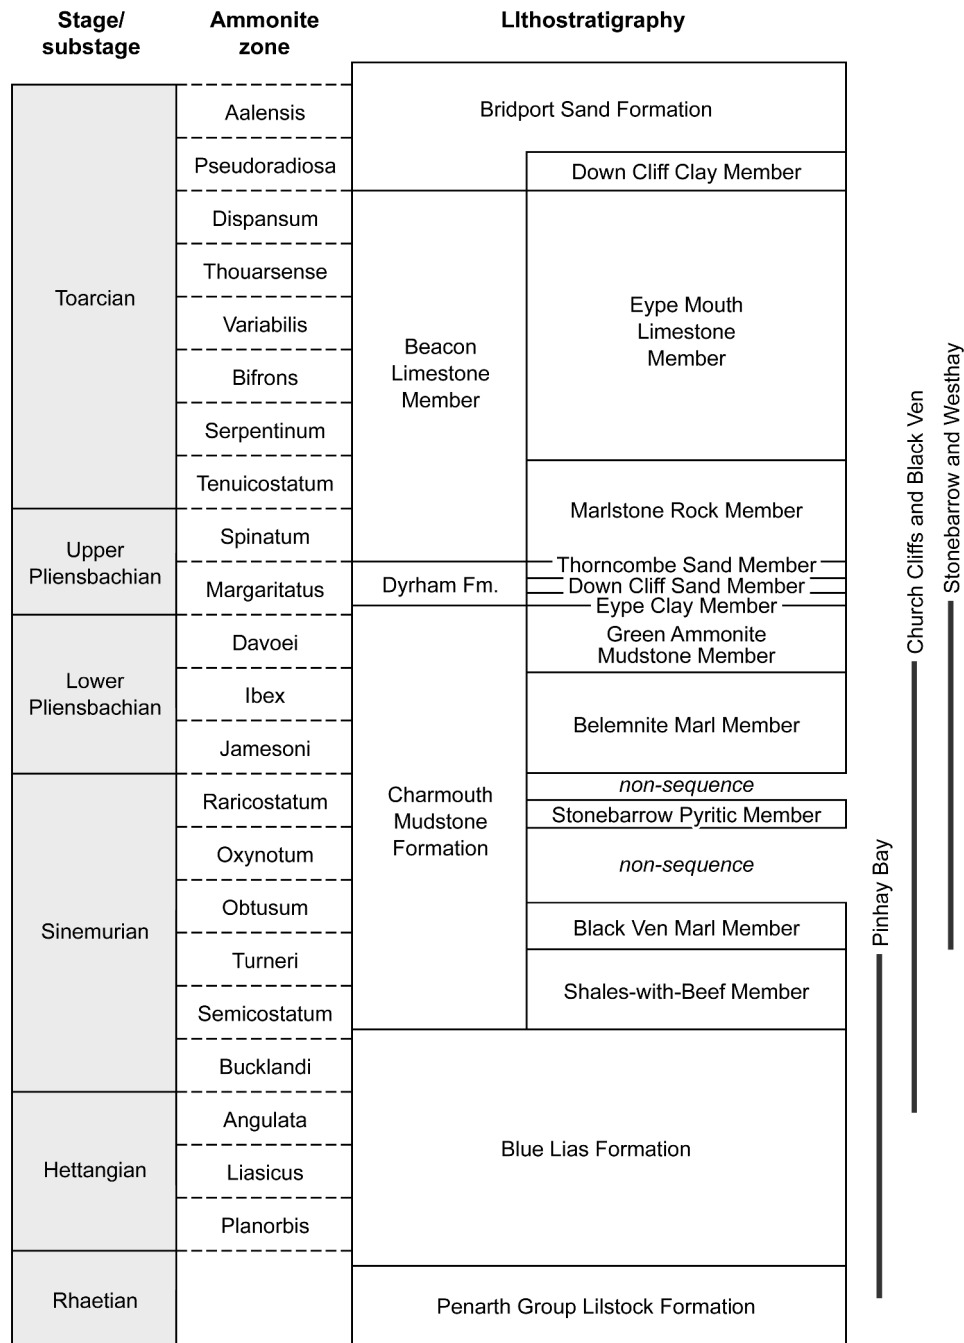 Stage/
substage
Ammonite
zone
LIthostratigraphy
Toarcian
Upper
Pliensbachian
Lower
Pliensbachian
Sinemurian
Hettangian
Rhaetian
Aalensis
Pseudoradiosa
Dispansum
Thouarsense
Variabilis
Bifrons
Serpentinum
Tenuicostatum
Spinatum
Margaritatus
Davoei
Ibex
Jamesoni
Raricostatum
Oxynotum
Obtusum
Turneri
Semicostatum
Bucklandi
Angulata
Liasicus
Planorbis
Bridport Sand Formation
Down Cliff Clay Member
Beacon
Limestone
Member
Eype Mouth
Limestone
Member
Marlstone Rock Member
Dyrham Fm.
Thorncombe Sand Member
Down Cliff Sand Member
Eype Clay Member
Charmouth
Mudstone
Formation
Green Ammonite
Mudstone Member
Belemnite Marl Member
non-sequence
Stonebarrow Pyritic Member
non-sequence
Black Ven Marl Member
Shales-with-Beef Member
Blue Lias Formation
Penarth Group Lilstock Formation
Pinhay Bay
Church Cliffs and Black Ven
Stonebarrow and Westhay